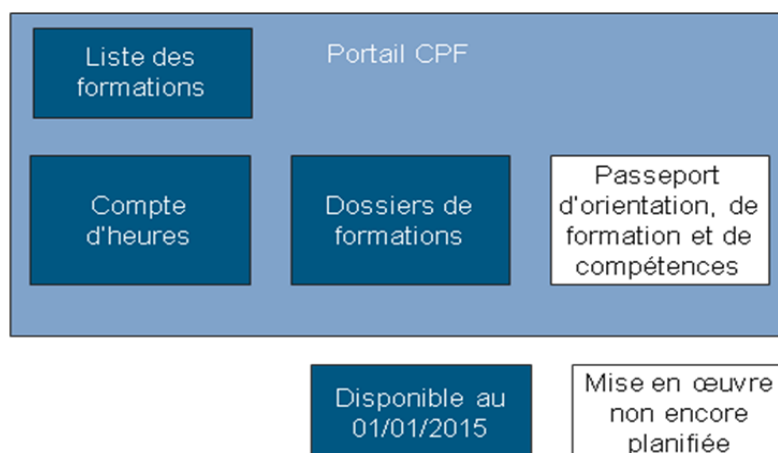 Liste des
formations
Portail CPF
Compte
d'heures
Dossiers de
formations
Passeport
d'orientation, de
formation et de
compétences
Disponible au
01/01/2015
Mise en œuvre
non encore
planifiée